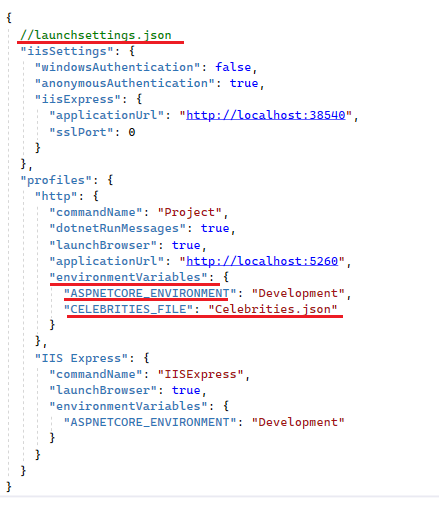 {
//launchsettings.json
"iisSettings": {
"windowsAuthentication": false,
"anonymousAuthentication": true,
"iisExpress": {
"applicationUrl": "http://localhost:38540",
"sslPort": 0
}
},
"profiles": {
"http": {
"commandName": "Project",
"dotnetRunMessages": true,
"launchBrowser": true,
"applicationUrl": "http://localhost:5260",
"environmentVariables": {
"ASPNETCORE_ENVIRONMENT": "Development",
"CELEBRITIES_FILE": "Celebrities.json"
}
},
"IIS Express": {
"commandName": "IISExpress",
"launchBrowser": true,
"environmentVariables": {
"ASPNETCORE_ENVIRONMENT": "Development"
}
}
}
}